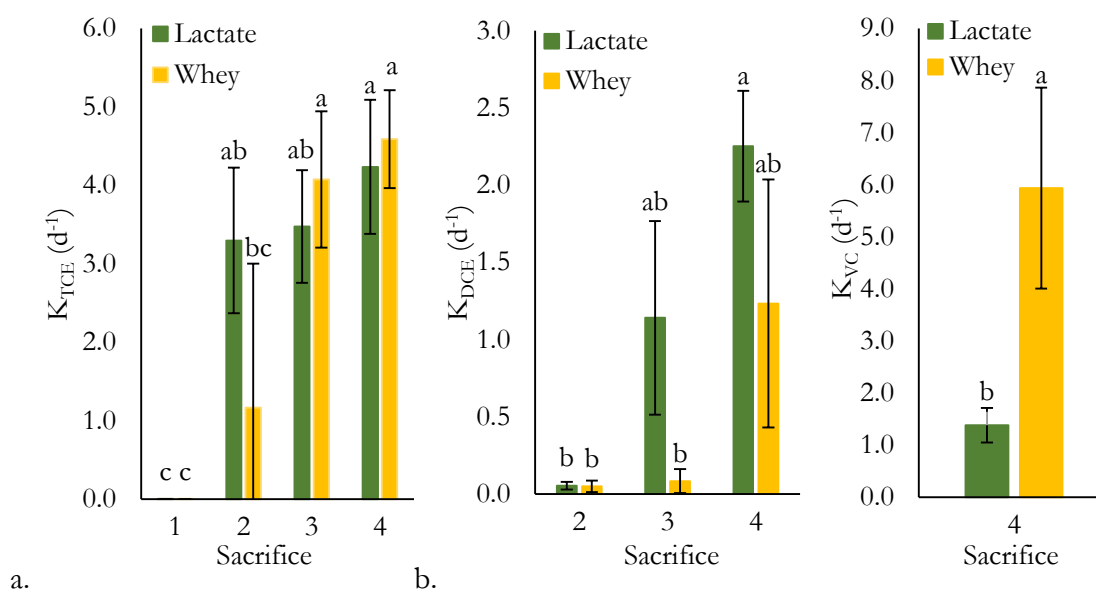 6.0
5.0
4.0
3.0
2.0
1.0
0.0
K_TCE (d^-1)
Lactate
Whey
c c
ab
bc
ab
a
a
a
1 2 3 4
Sacrifice
a.
3.0
2.5
2.0
1.5
1.0
0.5
0.0
K_DCE (d^-1)
Lactate
Whey
b b
ab
b
a
ab
2 3 4
Sacrifice
b.
9.0
8.0
7.0
6.0
5.0
4.0
3.0
2.0
1.0
0.0
K_VC (d^-1)
Lactate
Whey
b
a
4
Sacrifice